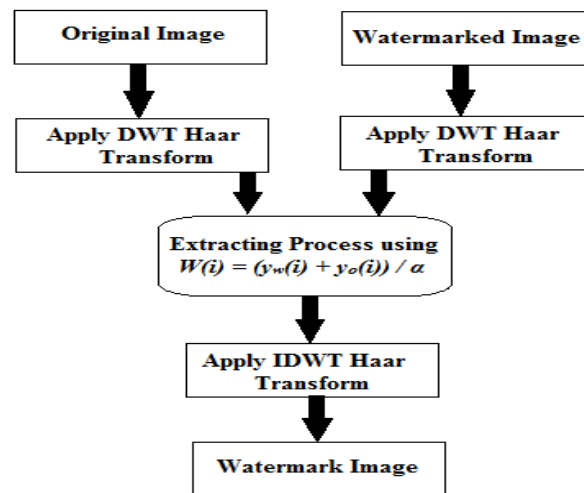 Original Image
Watermarked Image
Apply DWT Haar
Transform
Apply DWT Haar
Transform
Extracting Process using
W(i) = (yw(i) + yo(i)) / α
Apply IDWT Haar
Transform
Watermark Image